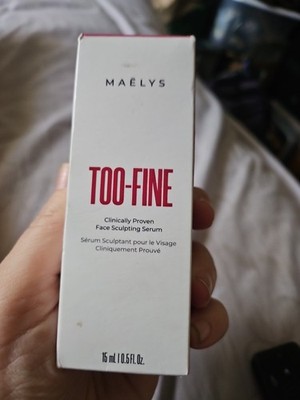 MAËLYS
TOO-FINE
Clinically Proven
Face Sculpting Serum
Sérum Sculptant pour le Visage
Cliniquement Prouvé
15 ml | 0.5 Fl. Oz.